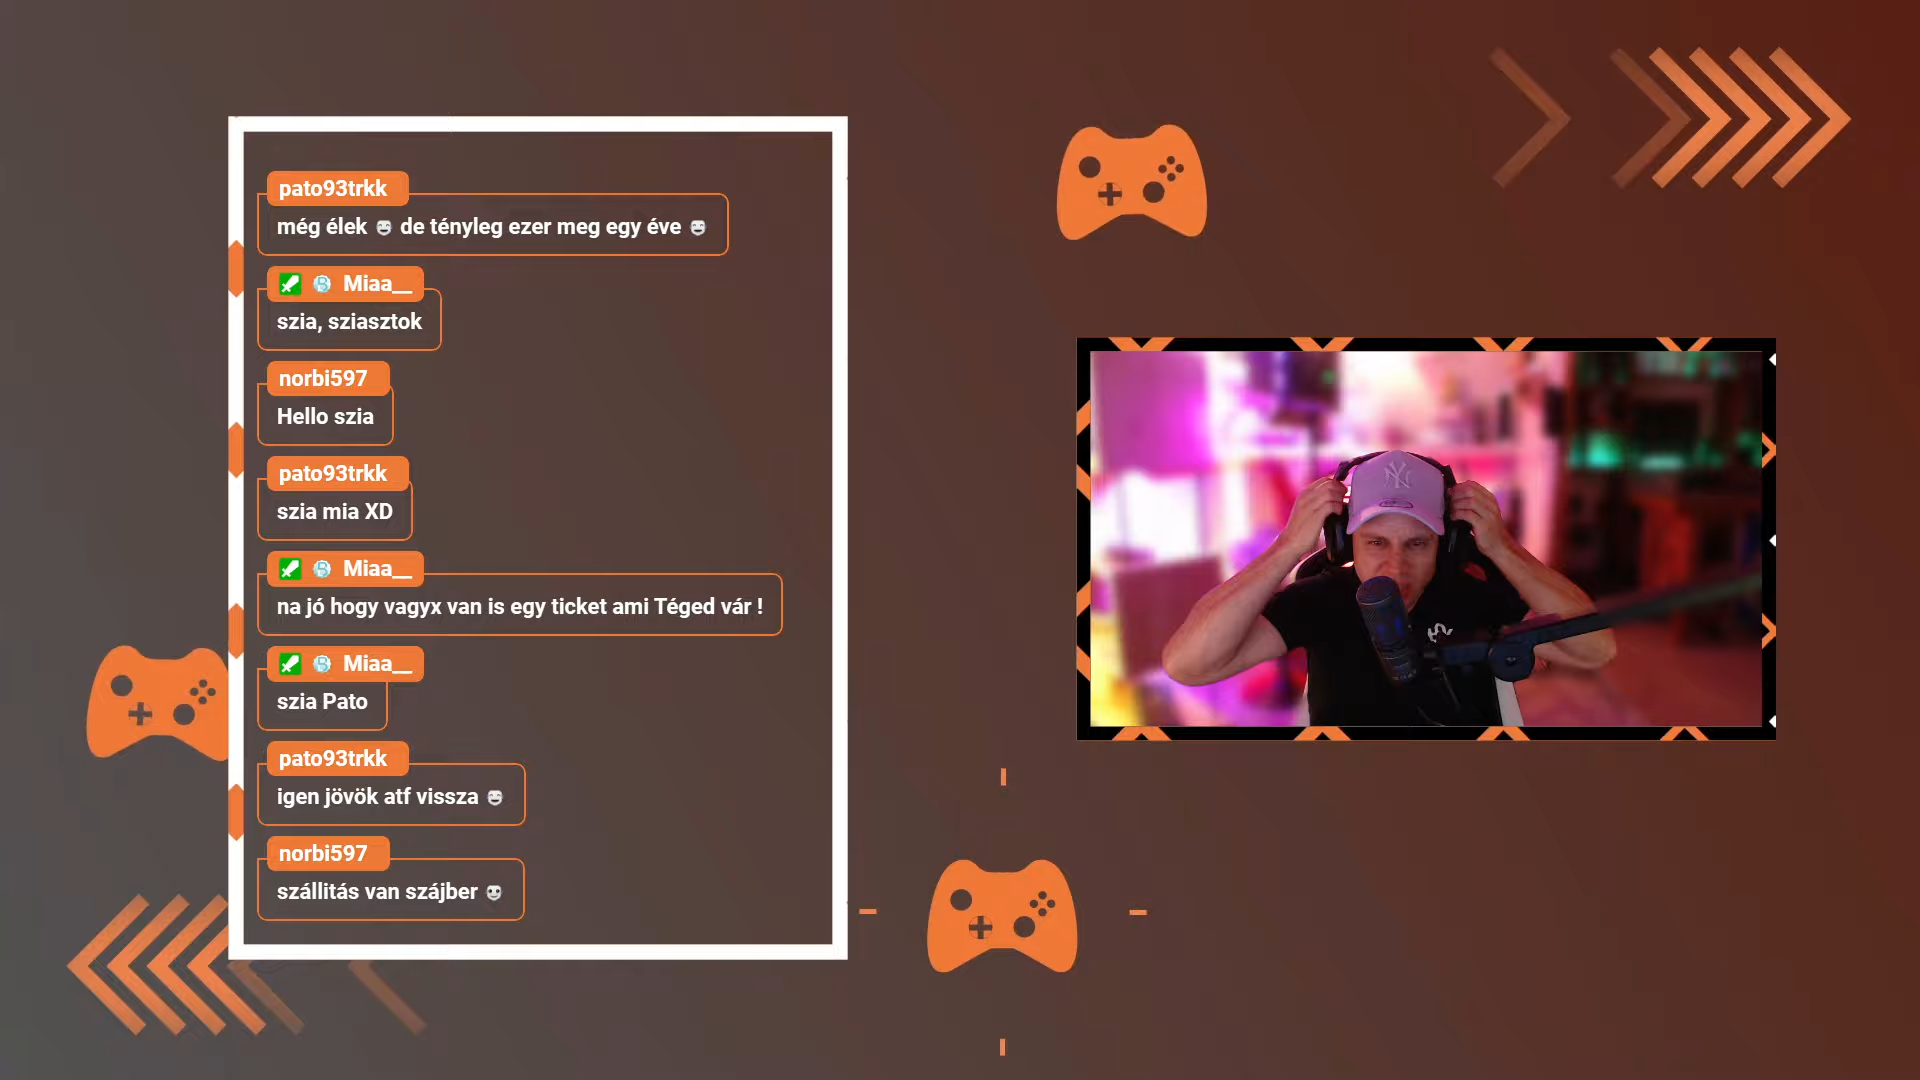 pato93trkk
még élek de tényleg ezer meg egy éve
Miaa__
szia, sziasztok
norbi597
Hello szia
pato93trkk
szia mia XD
Miaa__
na jó hogy vagyx van is egy ticket ami Téged vár !
Miaa__
szia Pato
pato93trkk
igen jövök atf vissza
norbi597
szállitás van szájber
NY